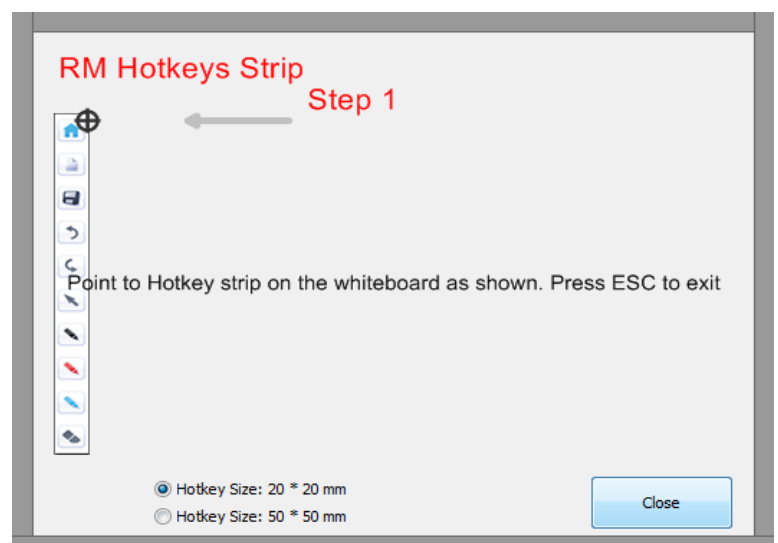 RM Hotkeys Strip
Step 1
Point to Hotkey strip on the whiteboard as shown. Press ESC to exit
Hotkey Size: 20 * 20 mm
Hotkey Size: 50 * 50 mm
Close